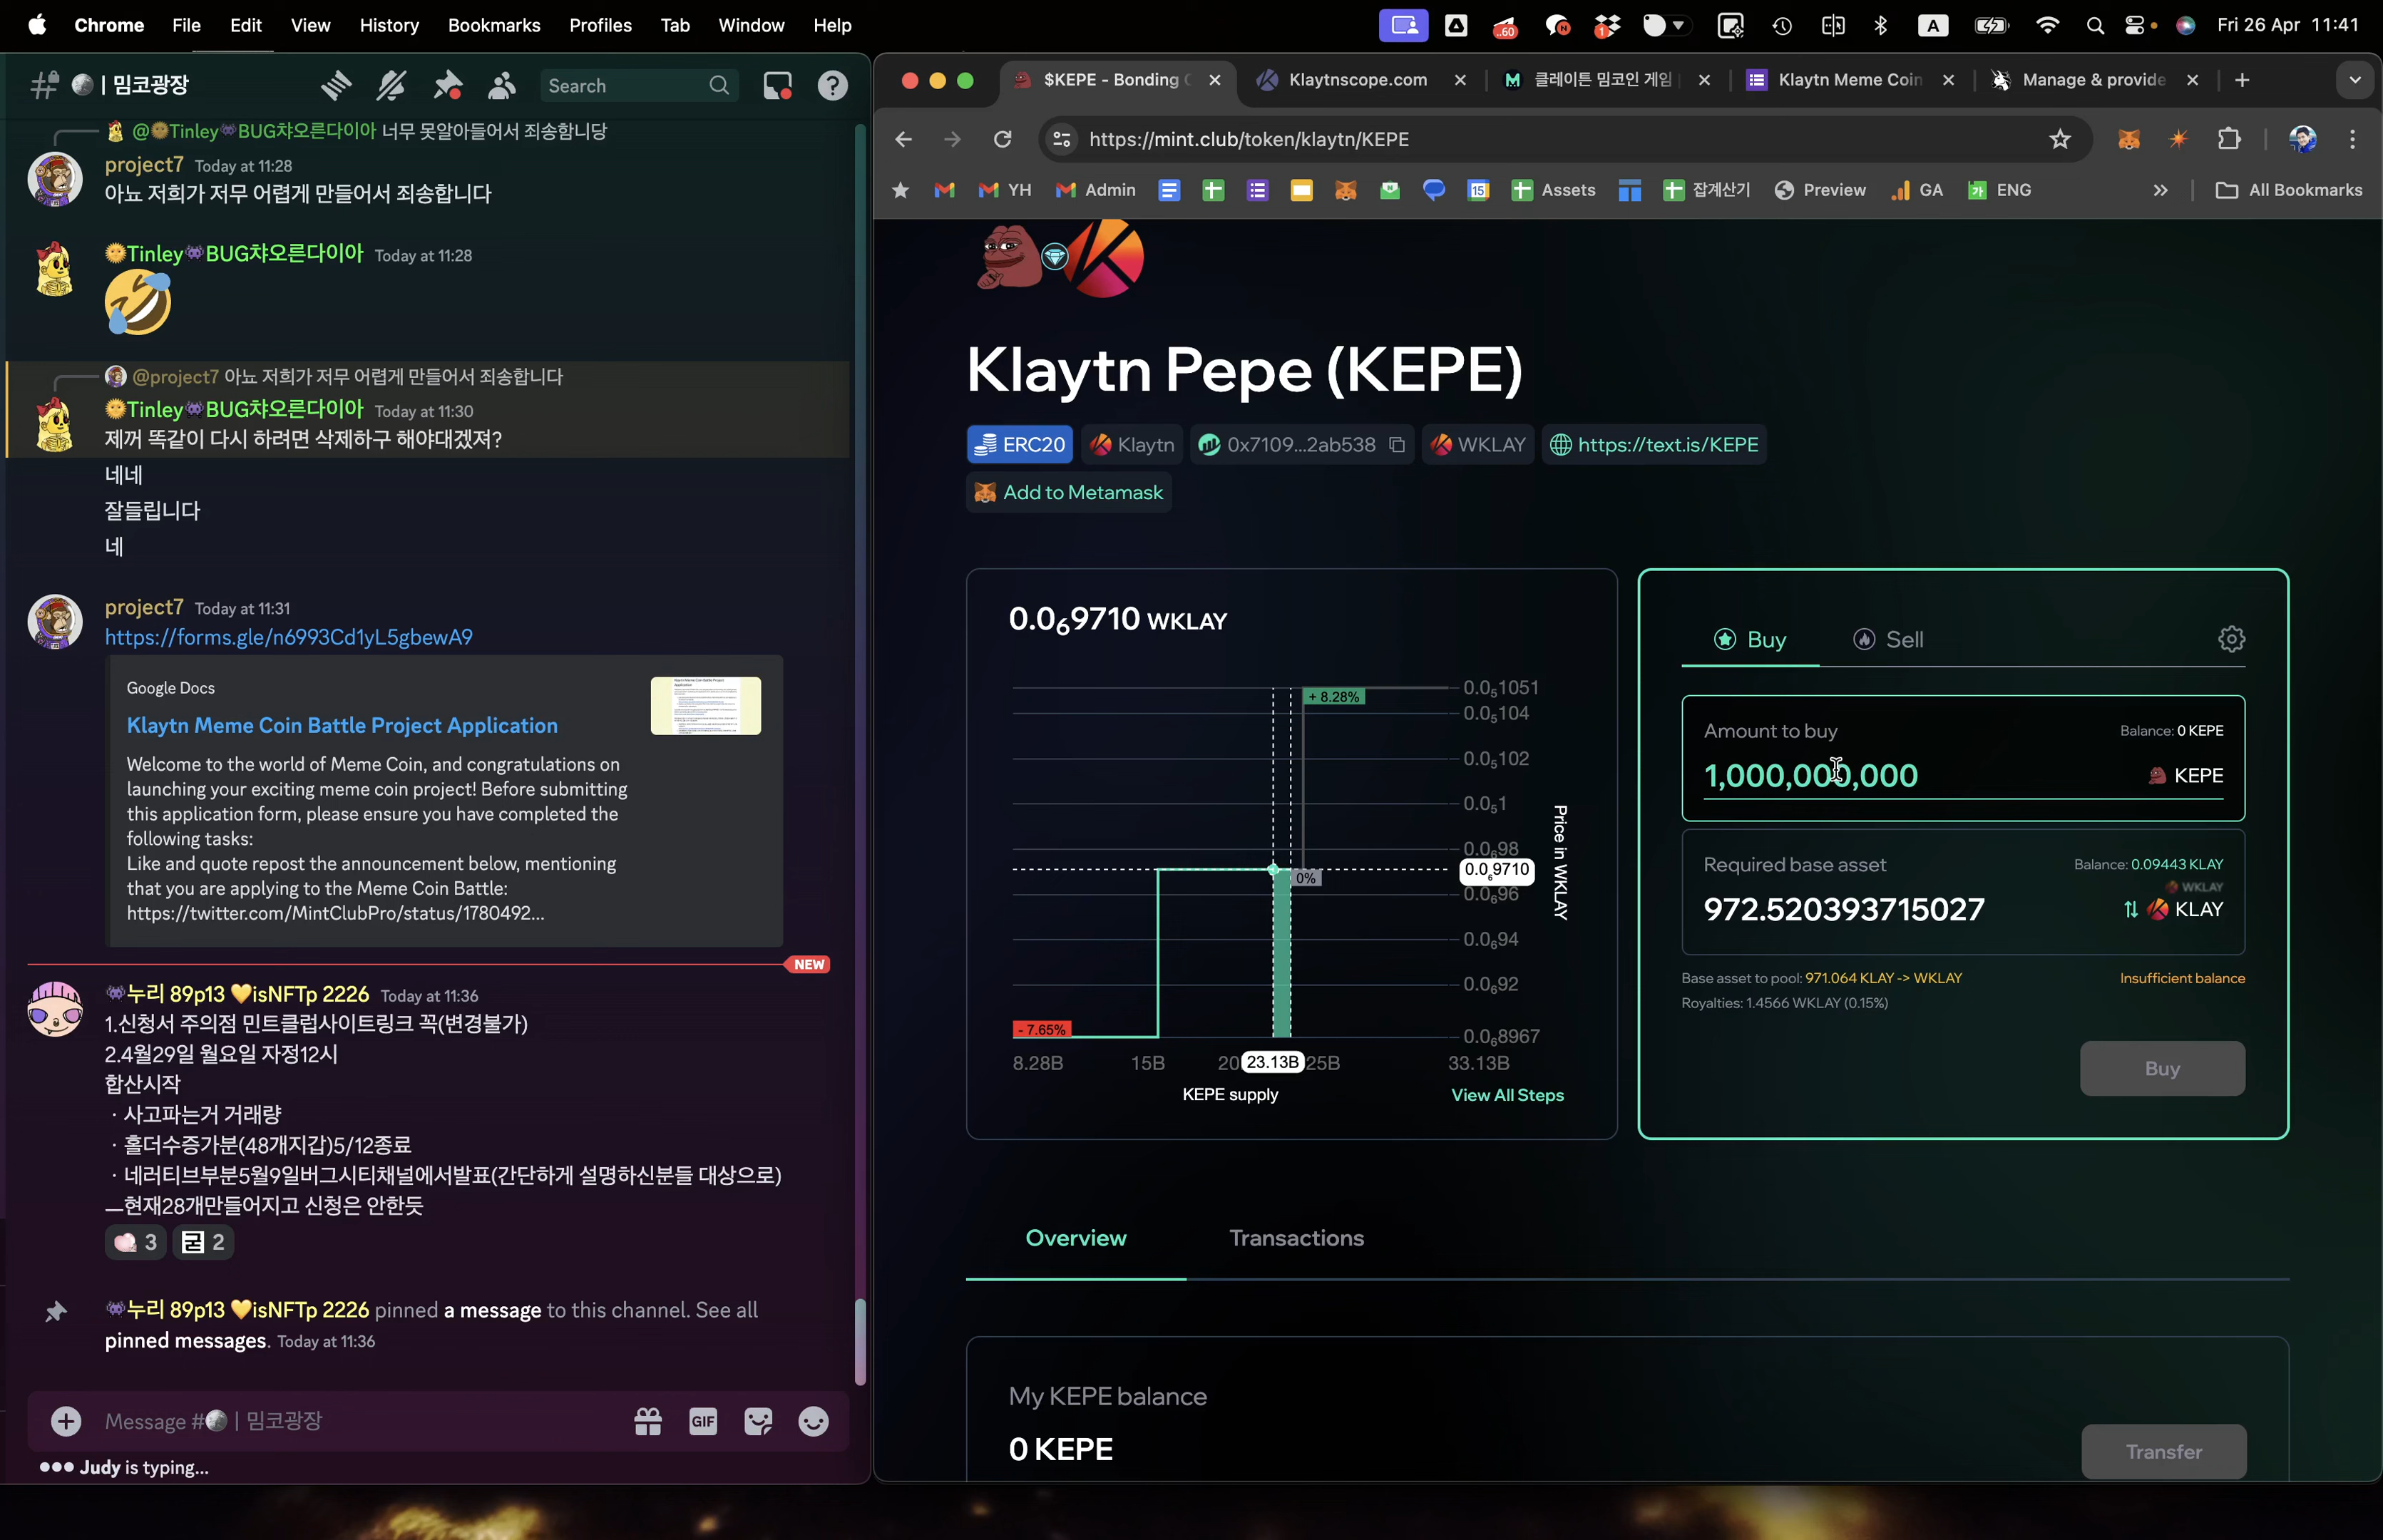 Chrome File Edit View History Bookmarks Profiles Tab Window Help
.60 N 1 A Fri 26 Apr 11:41
| 밈코광장
Search
@🌞Tinley👾BUG챠오른다이아 너무 못알아들어서 죄송합니당
project7 Today at 11:28
아뇨 저희가 저무 어렵게 만들어서 죄송합니다
🌞Tinley👾BUG챠오른다이아 Today at 11:28
@project7 아뇨 저희가 저무 어렵게 만들어서 죄송합니다
🌞Tinley👾BUG챠오른다이아 Today at 11:30
제꺼 똑같이 다시 하려면 삭제하구 해야대겠져?
네네
잘들립니다
네
project7 Today at 11:31
https://forms.gle/n6993Cd1yL5gbewA9
Google Docs
Klaytn Meme Coin Battle Project Application
Welcome to the world of Meme Coin, and congratulations on
launching your exciting meme coin project! Before submitting
this application form, please ensure you have completed the
following tasks:
Like and quote repost the announcement below, mentioning
that you are applying to the Meme Coin Battle:
https://twitter.com/MintClubPro/status/1780492...
NEW
👾누리 89p13 💛isNFTp 2226 Today at 11:36
1.신청서 주의점 민트클럽사이트링크 꼭(변경불가)
2.4월29일 월요일 자정12시
합산시작
· 사고파는거 거래량
· 홀더수증가분(48개지갑)5/12종료
· 네러티브부분5월9일버그시티채널에서발표(간단하게 설명하신분들 대상으로)
—현재28개만들어지고 신청은 안한듯
3 굳 2
👾누리 89p13 💛isNFTp 2226 pinned a message to this channel. See all
pinned messages. Today at 11:36
Message # | 밈코광장
GIF
Judy is typing...
$KEPE - Bonding Klaytnscope.com 클레이튼 밈코인 게임 Klaytn Meme Coin Manage & provide
https://mint.club/token/klaytn/KEPE
YH Admin 15 Assets 잡계산기 Preview GA ENG All Bookmarks
Klaytn Pepe (KEPE)
ERC20 Klaytn 0x7109...2ab538 WKLAY https://text.is/KEPE
Add to Metamask
0.0₆9710 WKLAY
+ 8.28%
0.0₅1051
0.0₅104
0.0₅102
0.0₅1
0.0₆98
0.0₆9710
0%
0.0₆96
0.0₆94
0.0₆92
- 7.65%
0.0₆8967
Price in WKLAY
8.28B 15B 20 23.13B 25B 33.13B
KEPE supply
View All Steps
Buy Sell
Amount to buy Balance: 0 KEPE
1,000,000,000 KEPE
Required base asset Balance: 0.09443 KLAY
WKLAY
972.520393715027 KLAY
Base asset to pool: 971.064 KLAY -> WKLAY Insufficient balance
Royalties: 1.4566 WKLAY (0.15%)
Buy
Overview Transactions
My KEPE balance
0 KEPE
Transfer